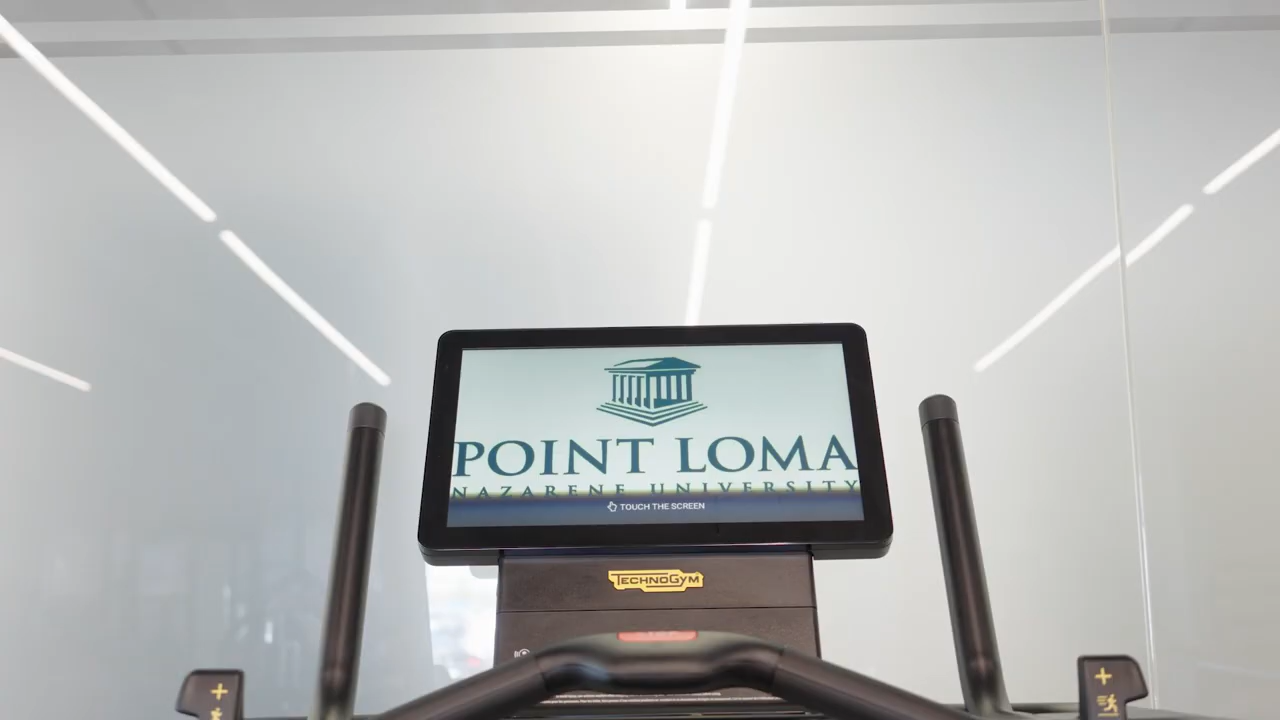 POINT LOMA
NAZARENE UNIVERSITY
TOUCH THE SCREEN
TECHNOGYM
+
+